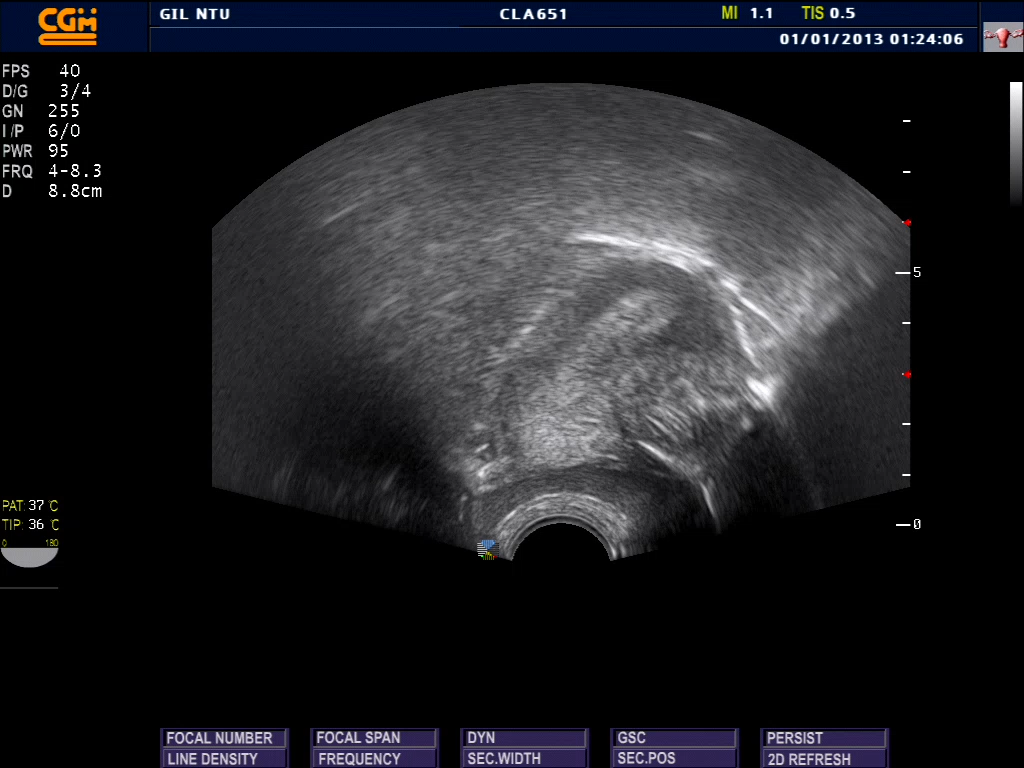 CGM
GIL NTU CLA651 MI 1.1 TIS 0.5
01/01/2013 01:24:06
FPS 40
D/G 3/4
GN 255
I/P 6/0
PWR 95
FRQ 4-8.3
D 8.8cm
5
PAT: 37 °C
TIP: 36 °C
0 180
0
FOCAL NUMBER FOCAL SPAN DYN GSC PERSIST
LINE DENSITY FREQUENCY SEC.WIDTH SEC.POS 2D REFRESH